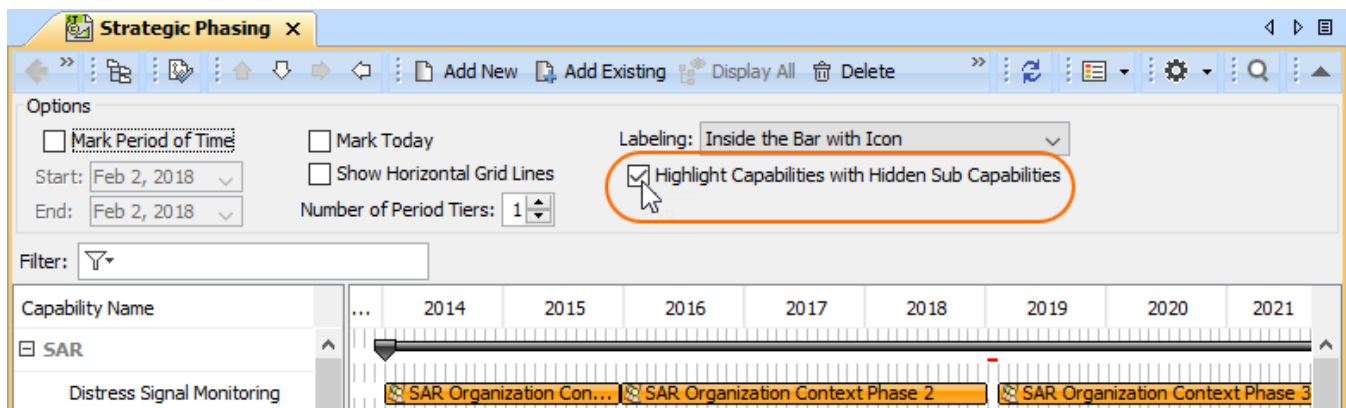 Strategic Phasing X
Add New Add Existing Display All Delete
Options
Mark Period of Time Mark Today Labeling: Inside the Bar with Icon
Start: Feb 2, 2018 Show Horizontal Grid Lines Highlight Capabilities with Hidden Sub Capabilities
End: Feb 2, 2018 Number of Period Tiers: 1
Filter:
Capability Name ... 2014 2015 2016 2017 2018 2019 2020 2021
SAR
Distress Signal Monitoring SAR Organization Con... SAR Organization Context Phase 2 SAR Organization Context Phase 3